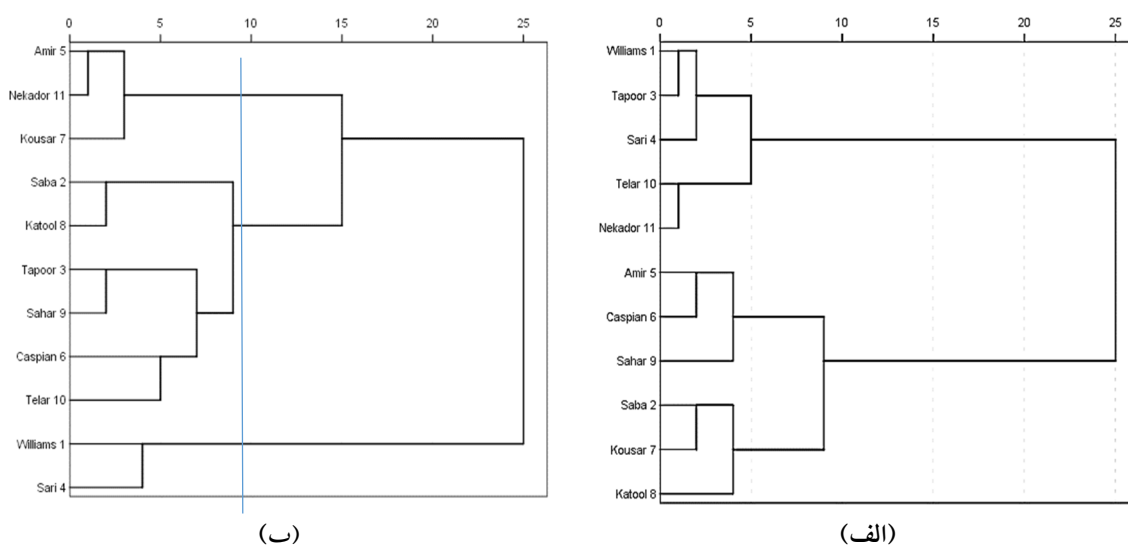 0 5 10 15 20 25
Amir 5
Nekador 11
Kousar 7
Saba 2
Katool 8
Tapoor 3
Sahar 9
Caspian 6
Telar 10
Williams 1
Sari 4
(ب)
0 5 10 15 20 25
Williams 1
Tapoor 3
Sari 4
Telar 10
Nekador 11
Amir 5
Caspian 6
Sahar 9
Saba 2
Kousar 7
Katool 8
(الف)